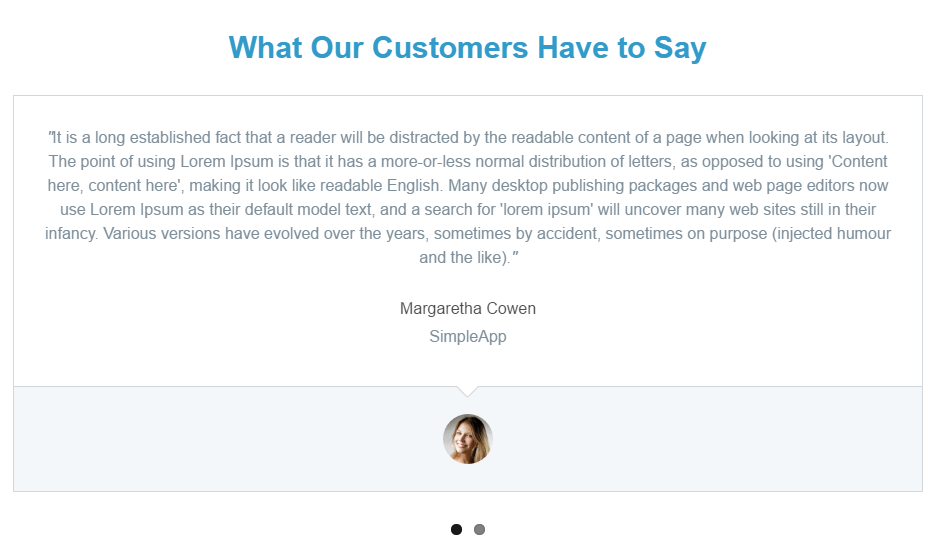 What Our Customers Have to Say
"It is a long established fact that a reader will be distracted by the readable content of a page when looking at its layout.
The point of using Lorem Ipsum is that it has a more-or-less normal distribution of letters, as opposed to using 'Content
here, content here', making it look like readable English. Many desktop publishing packages and web page editors now
use Lorem Ipsum as their default model text, and a search for 'lorem ipsum' will uncover many web sites still in their
infancy. Various versions have evolved over the years, sometimes by accident, sometimes on purpose (injected humour
and the like)."
Margaretha Cowen
SimpleApp